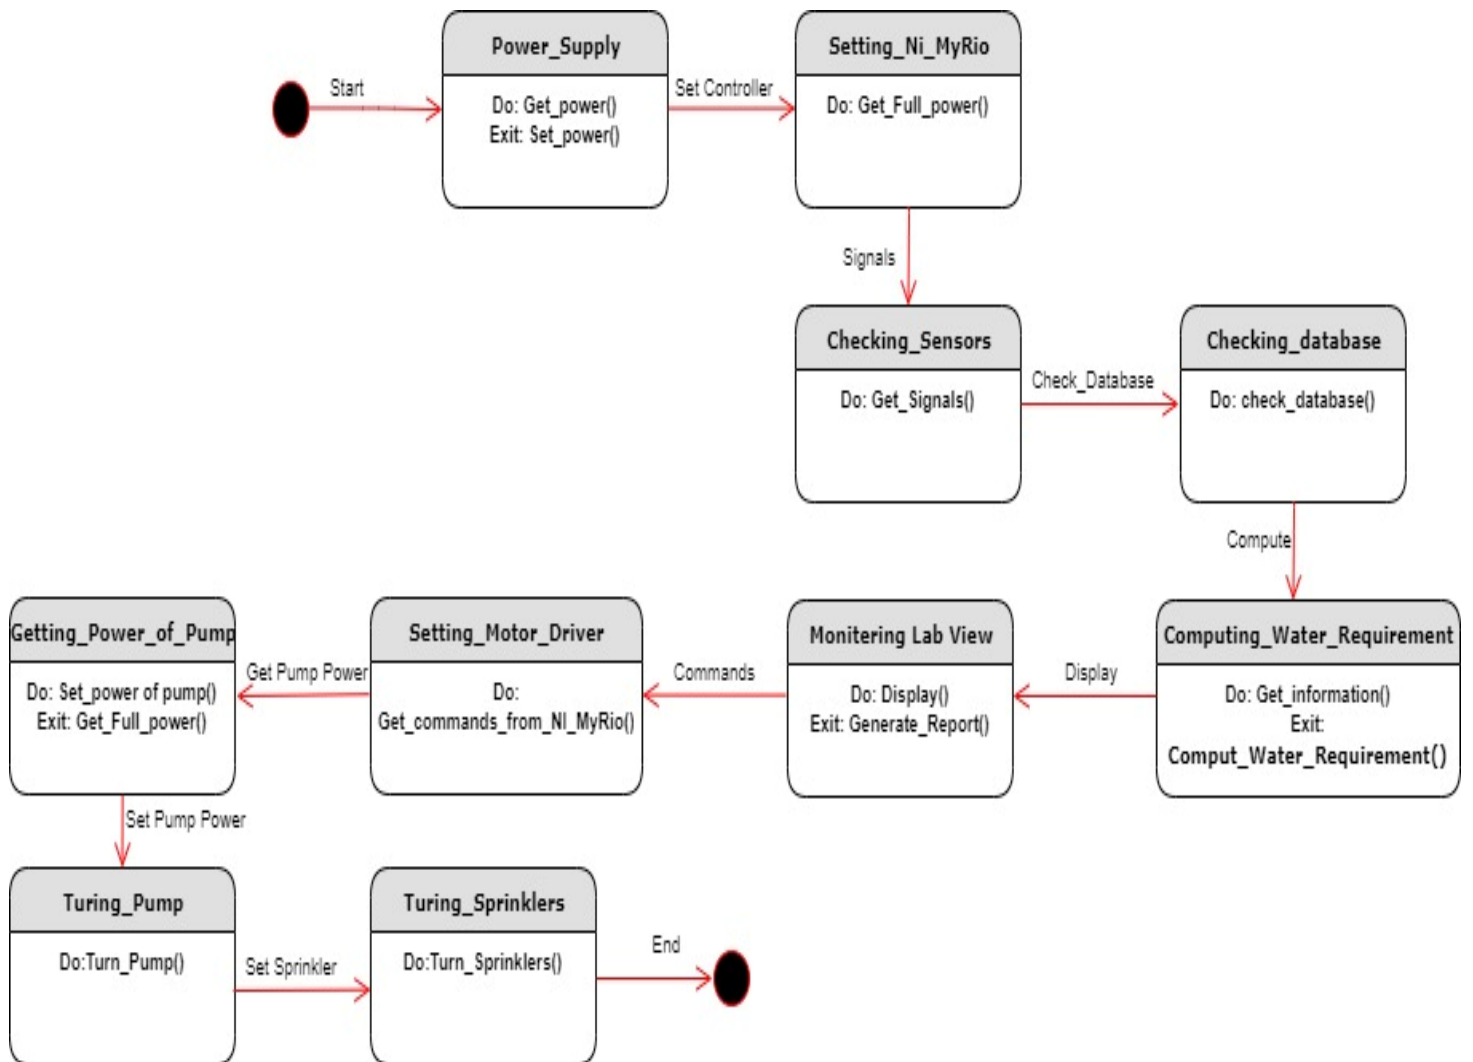 Start
Power_Supply
Do: Get_power()
Exit: Set_power()
Set Controller
Setting_Ni_MyRio
Do: Get_Full_power()
Signals
Checking_Sensors
Do: Get_Signals()
Check_Database
Checking_database
Do: check_database()
Compute
Computing_Water_Requirement
Do: Get_information()
Exit:
Comput_Water_Requirement()
Display
Monitering Lab View
Do: Display()
Exit: Generate_Report()
Commands
Setting_Motor_Driver
Do:
Get_commands_from_NI_MyRio()
Get Pump Power
Getting_Power_of_Pump
Do: Set_power of pump()
Exit: Get_Full_power()
Set Pump Power
Turing_Pump
Do:Turn_Pump()
Set Sprinkler
Turing_Sprinklers
Do:Turn_Sprinklers()
End